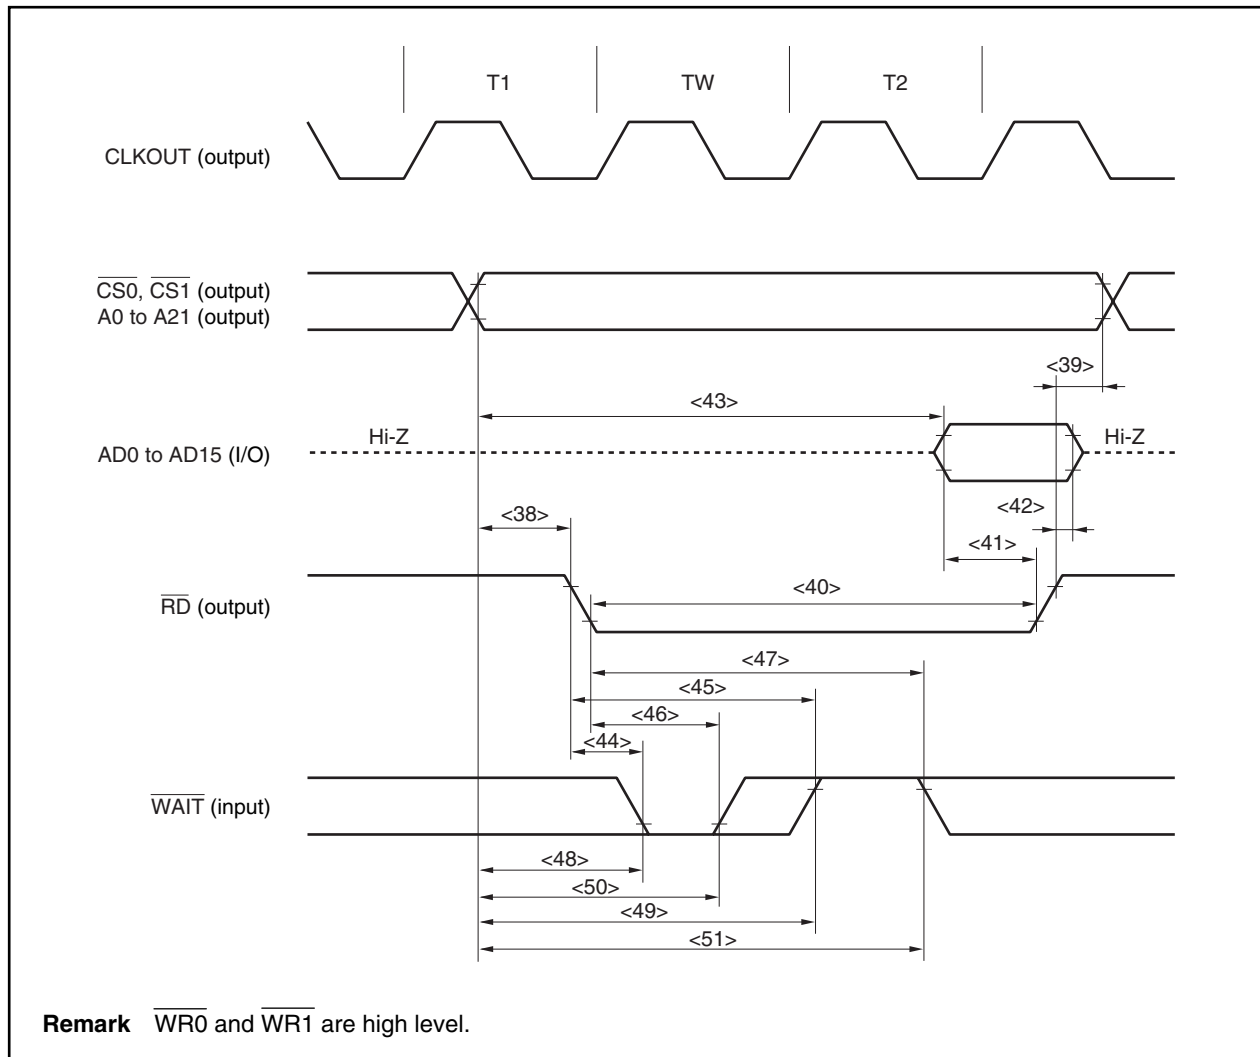 T1 TW T2
CLKOUT (output)
CS0, CS1 (output)
A0 to A21 (output)
<39>
<43>
Hi-Z Hi-Z
AD0 to AD15 (I/O)
<38> <42>
<41>
RD (output)
<40>
<47>
<45>
<46>
<44>
WAIT (input)
<48>
<50>
<49>
<51>
Remark WR0 and WR1 are high level.